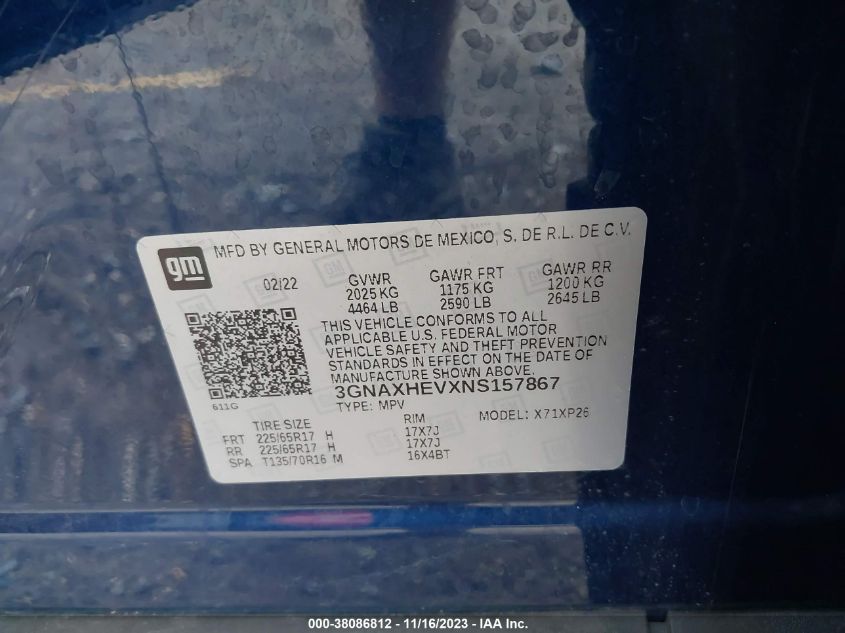 gm
MFD BY GENERAL MOTORS DE MEXICO, S. DE R.L. DE C.V.
02/22 GVWR GAWR FRT GAWR RR
2025 KG 1175 KG 1200 KG
4464 LB 2590 LB 2645 LB
THIS VEHICLE CONFORMS TO ALL
APPLICABLE U.S. FEDERAL MOTOR
VEHICLE SAFETY AND THEFT PREVENTION
STANDARDS IN EFFECT ON THE DATE OF
MANUFACTURE SHOWN ABOVE.
3GNAXHEVXNS157867
611G
TYPE: MPV MODEL: X71XP26
TIRE SIZE RIM
FRT 225/65R17 H 17X7J
RR 225/65R17 H 17X7J
SPA T135/70R16 M 16X4BT
000-38086812 - 11/16/2023 - IAA Inc.